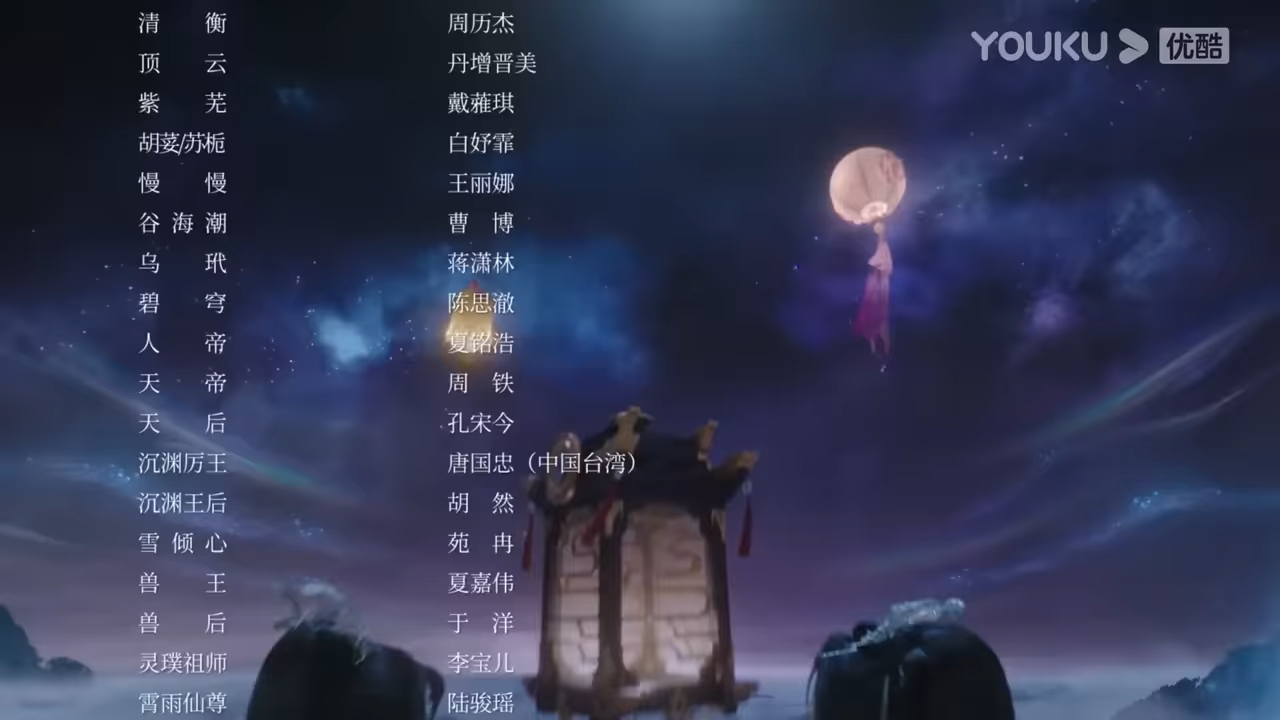 YOUKU 优酷
清衡 周历杰
顶云 丹增晋美
紫芜 戴蕥琪
胡荽/苏栀 白妤霏
慢慢 王丽娜
谷海潮 曹博
乌玳 蒋潇林
碧穹 陈思澈
人帝 夏铭浩
天帝 周铁
天后 孔宋今
沉渊厉王 唐国忠（中国台湾）
沉渊王后 胡然
雪倾心 苑冉
兽王 夏嘉伟
兽后 于洋
灵璞祖师 李宝儿
霄雨仙尊 陆骏瑶